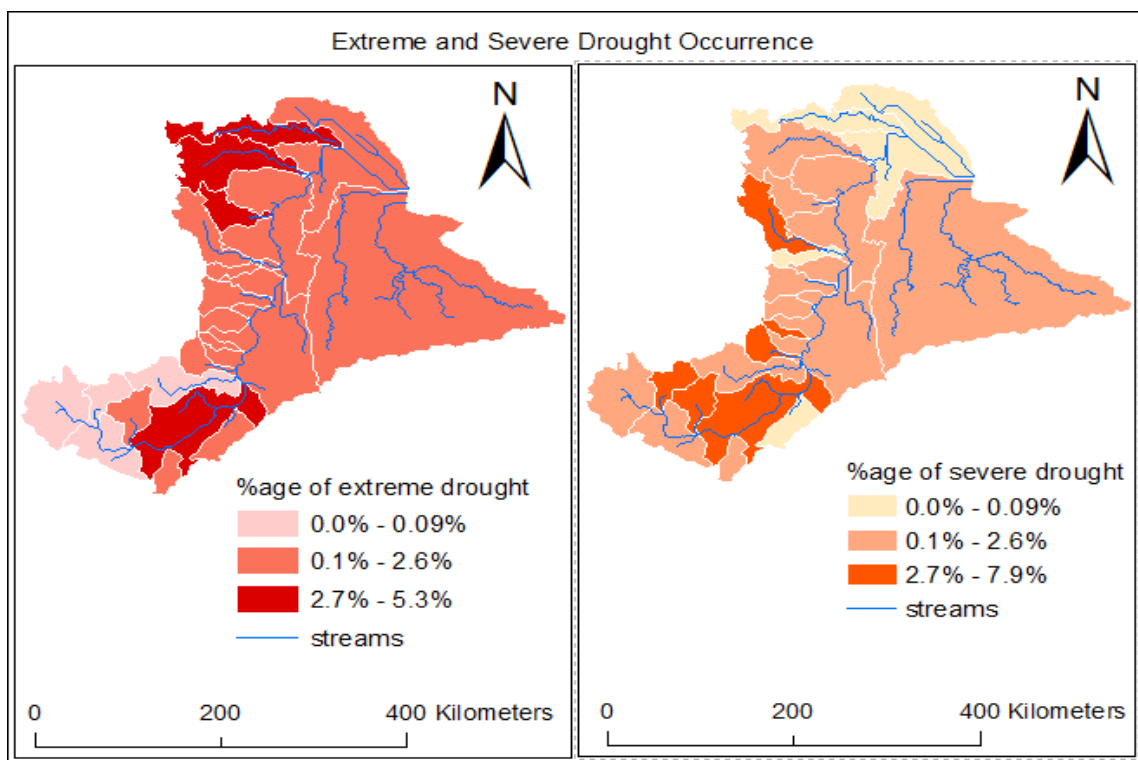 Extreme and Severe Drought Occurrence
N
%age of extreme drought
0.0% - 0.09%
0.1% - 2.6%
2.7% - 5.3%
streams
0 200 400 Kilometers
N
%age of severe drought
0.0% - 0.09%
0.1% - 2.6%
2.7% - 7.9%
streams
0 200 400 Kilometers